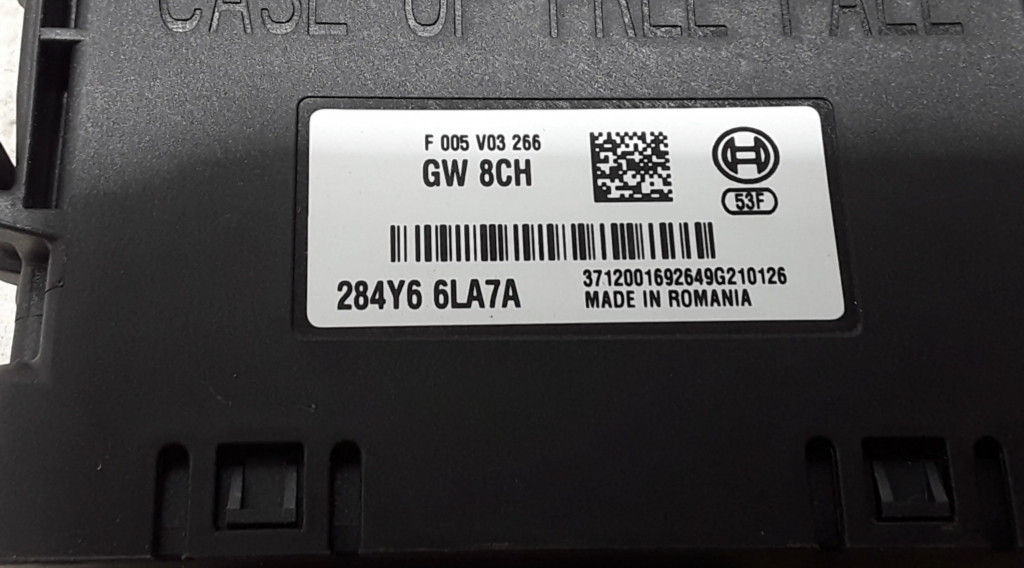 CASE OF FREE FALL
F 005 V03 266
GW 8CH
53F
284Y6 6LA7A
3712001692649G210126
MADE IN ROMANIA